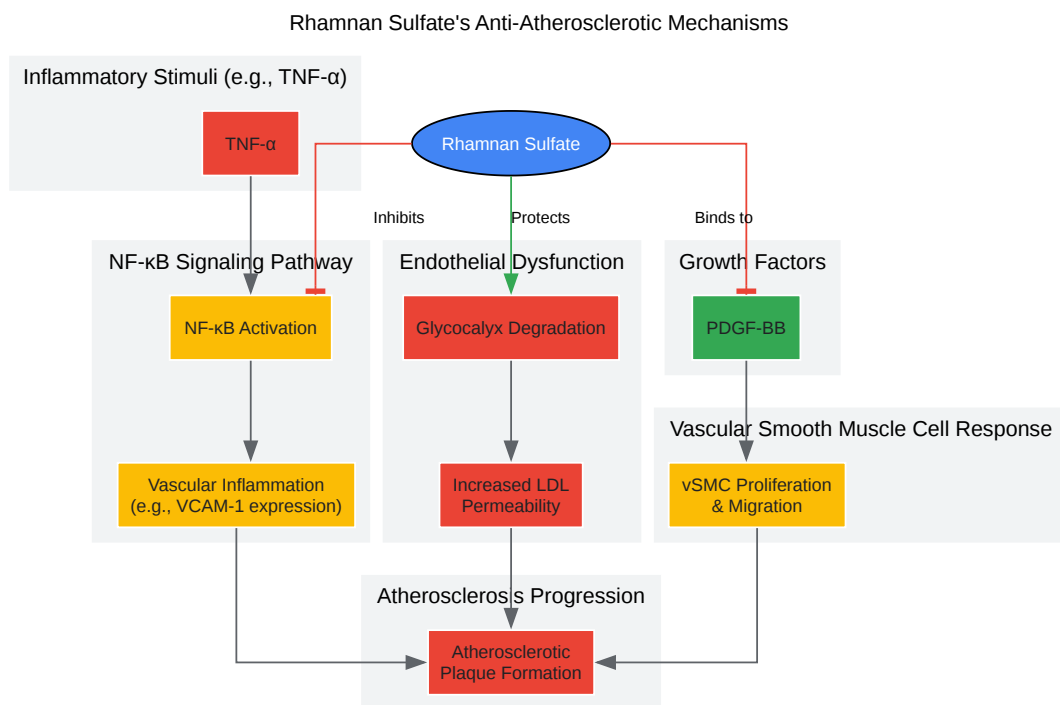 Rhamnan Sulfate's Anti-Atherosclerotic Mechanisms
Inflammatory Stimuli (e.g., TNF-α)
TNF-α
Rhamnan Sulfate
Inhibits
Protects
Binds to
NF-κB Signaling Pathway
Endothelial Dysfunction
Growth Factors
NF-κB Activation
Glycocalyx Degradation
PDGF-BB
Vascular Smooth Muscle Cell Response
Vascular Inflammation
(e.g., VCAM-1 expression)
Increased LDL
Permeability
vSMC Proliferation
& Migration
Atherosclerosis Progression
Atherosclerotic
Plaque Formation